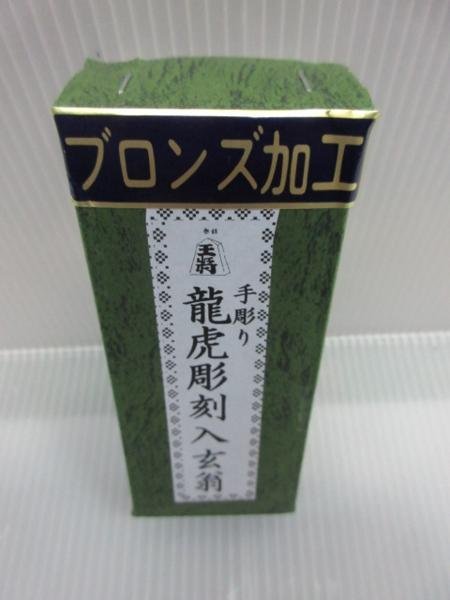 ブロンズ加工
王将
手彫り
龍虎彫刻入玄翁